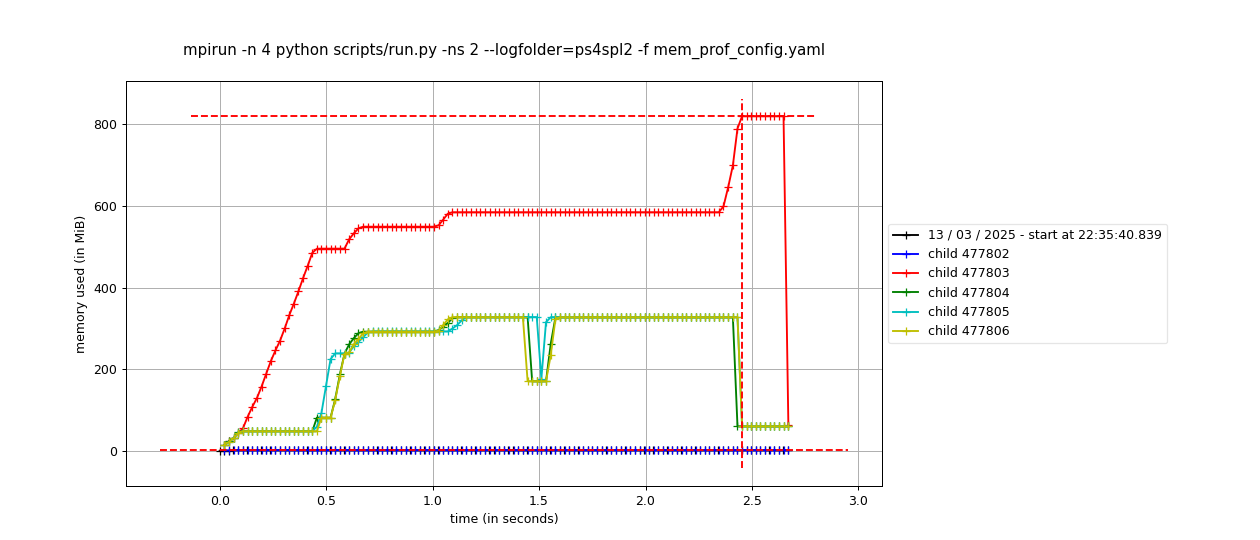 mpirun -n 4 python scripts/run.py -ns 2 --logfolder=ps4spl2 -f mem_prof_config.yaml
800
600
400
200
0
memory used (in MiB)
0.0 0.5 1.0 1.5 2.0 2.5 3.0
time (in seconds)
13 / 03 / 2025 - start at 22:35:40.839
child 477802
child 477803
child 477804
child 477805
child 477806